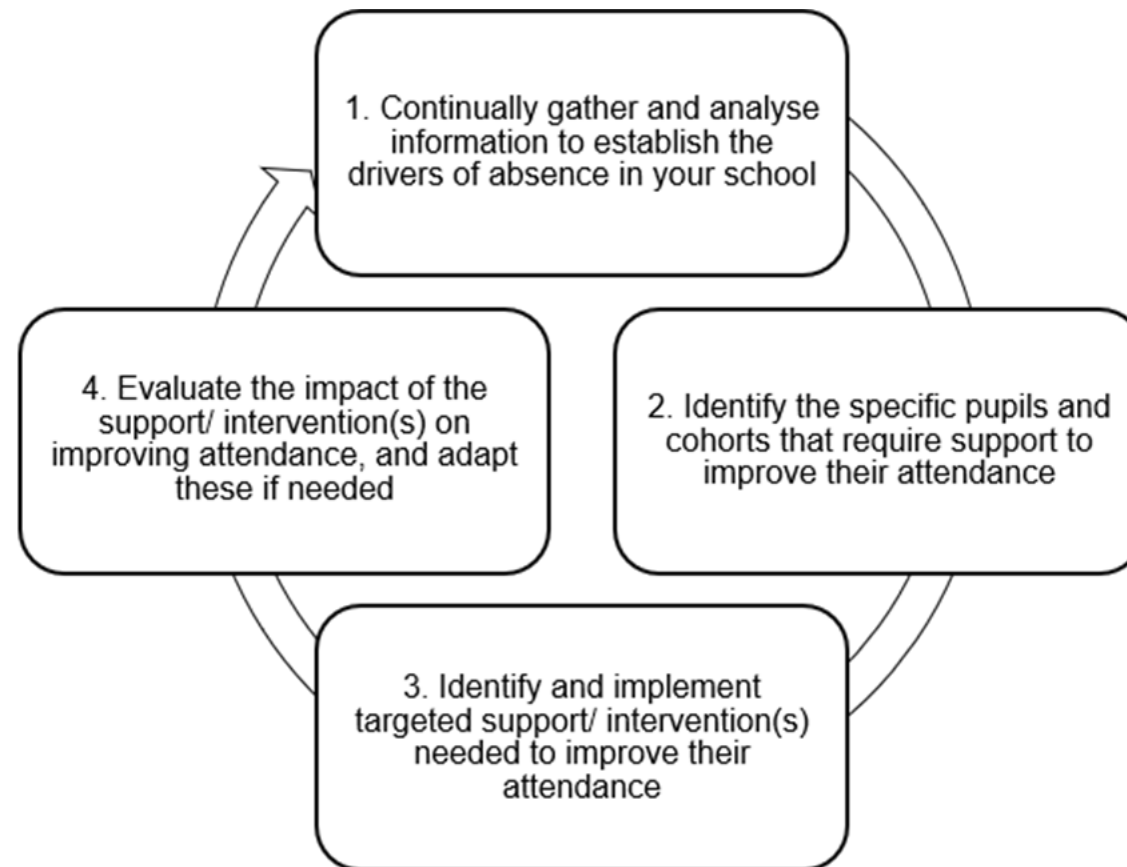 1. Continually gather and analyse
information to establish the
drivers of absence in your school
2. Identify the specific pupils and
cohorts that require support to
improve their attendance
3. Identify and implement
targeted support/ intervention(s)
needed to improve their
attendance
4. Evaluate the impact of the
support/ intervention(s) on
improving attendance, and adapt
these if needed